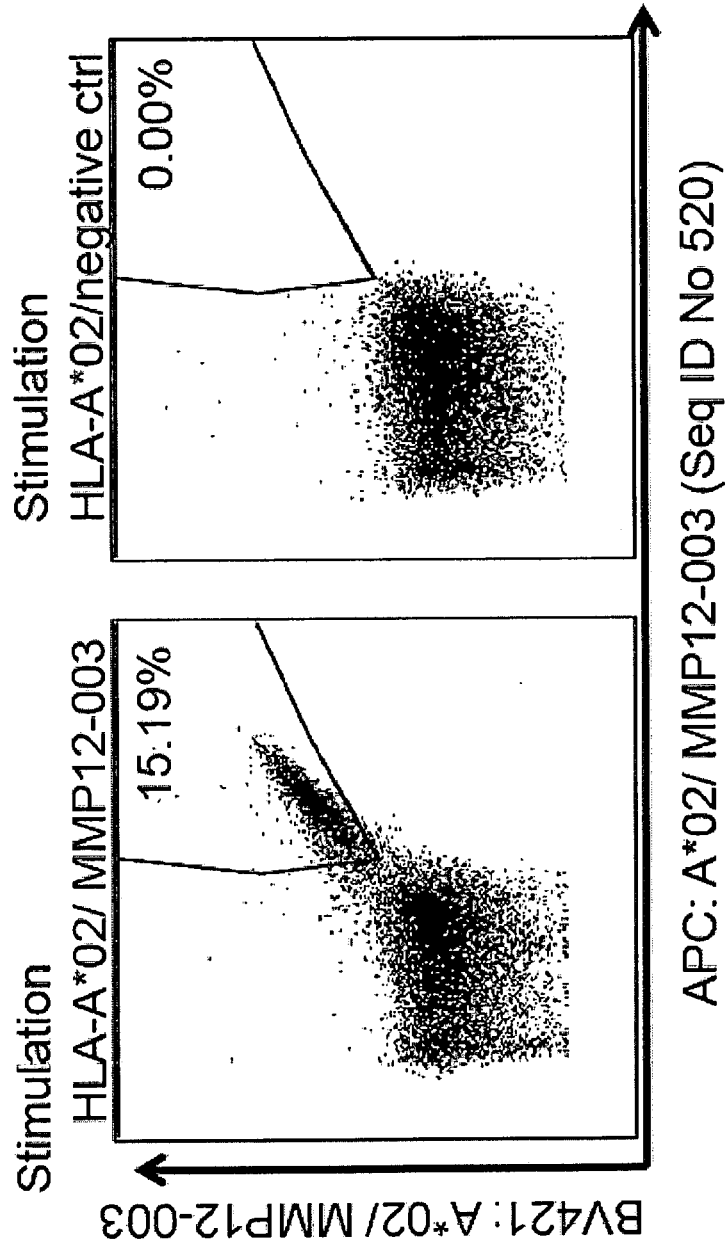 Stimulation
HLA-A*02/ MMP12-003
15.19%
Stimulation
HLA-A*02/negative ctrl
0.00%
BV421: A*02/ MMP12-003
APC: A*02/ MMP12-003 (Seq ID No 520)